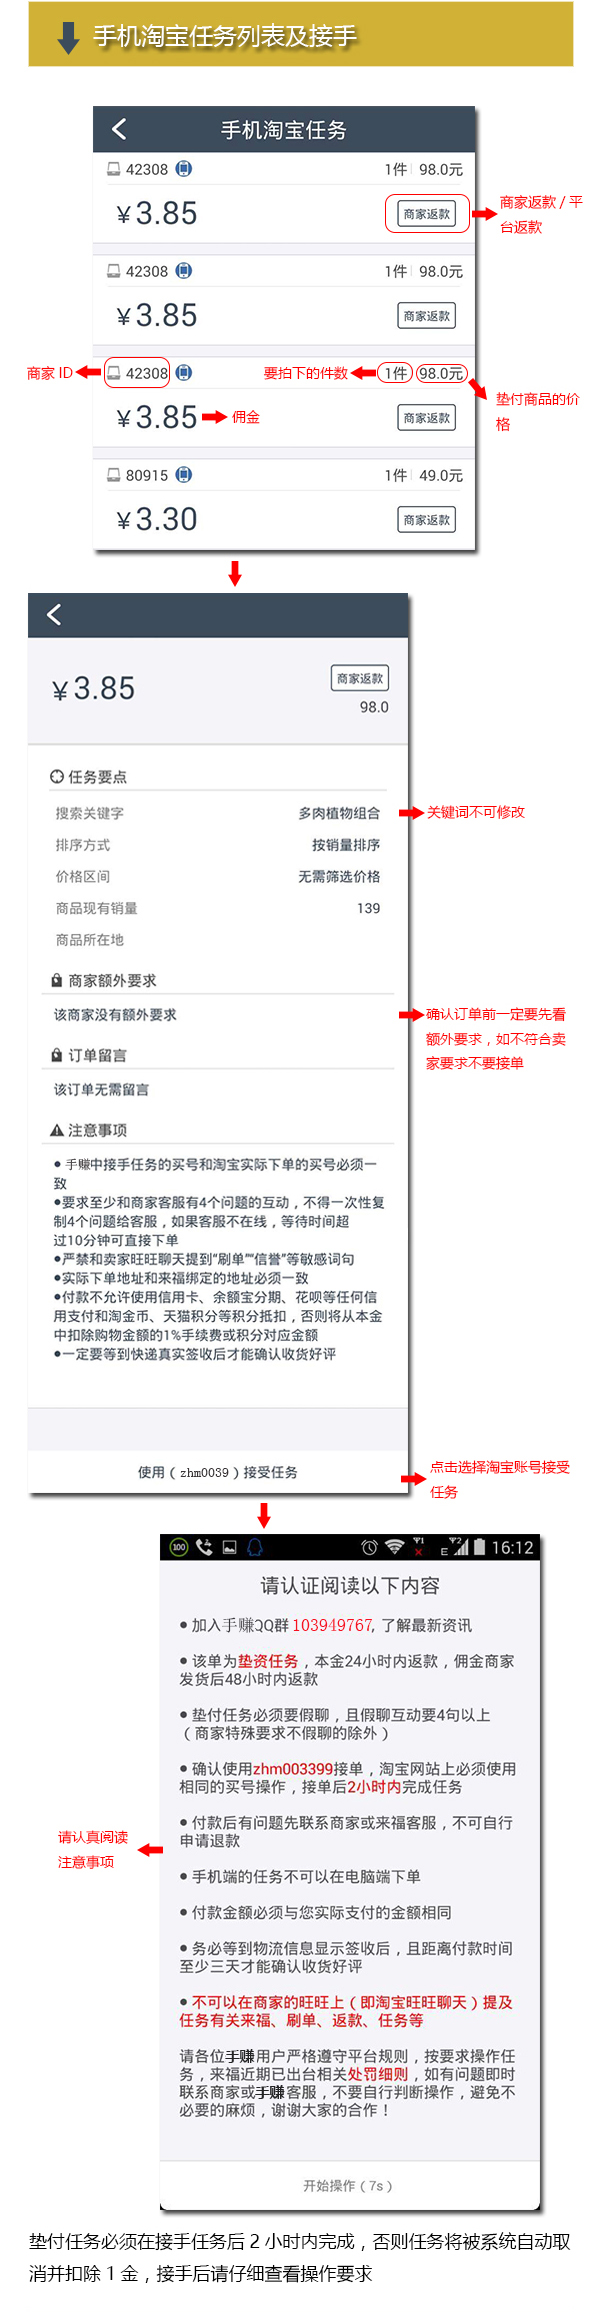 手机淘宝任务列表及接手
手机淘宝任务
42308 1件 98.0元
¥3.85 商家返款
商家返款 / 平
台返款
42308 1件 98.0元
¥3.85 商家返款
商家 ID 42308 要拍下的件数 1件 98.0元
¥3.85 佣金 商家返款
垫付商品的价
格
80915 1件 49.0元
¥3.30 商家返款
¥3.85 商家返款
98.0
任务要点
搜索关键字 多肉植物组合 关键词不可修改
排序方式 按销量排序
价格区间 无需筛选价格
商品现有销量 139
商品所在地
商家额外要求
该商家没有额外要求
确认订单前一定要先看
额外要求，如不符合卖
家要求不要接单
订单留言
该订单无需留言
注意事项
●手赚中接手任务的买号和淘宝实际下单的买号必须一
致
●要求至少和商家客服有4个问题的互动，不得一次性复
制4个问题给客服，如果客服不在线，等待时间超
过10分钟可直接下单
●严禁和卖家旺旺聊天提到“刷单”“信誉”等敏感词句
●实际下单地址和来福绑定的地址必须一致
●付款不允许使用信用卡、余额宝分期、花呗等任何信
用支付和淘金币、天猫积分等积分抵扣，否则将从本金
中扣除购物金额的1%手续费或积分对应金额
●一定要等到快递真实签收后才能确认收货好评
使用（zhm0039）接受任务
点击选择淘宝账号接受
任务
100 1 E 2 16:12
请认证阅读以下内容
● 加入手赚QQ群 103949767, 了解最新资讯
● 该单为垫资任务，本金24小时内返款，佣金商家
发货后48小时内返款
● 垫付任务必须要假聊，且假聊互动要4句以上
（商家特殊要求不假聊的除外）
● 确认使用zhm003399接单，淘宝网站上必须使用
相同的买号操作，接单后2小时内完成任务
● 付款后有问题先联系商家或来福客服，不可自行
申请退款
请认真阅读
注意事项
● 手机端的任务不可以在电脑端下单
● 付款金额必须与您实际支付的金额相同
● 务必等到物流信息显示签收后，且距离付款时间
至少三天才能确认收货好评
● 不可以在商家的旺旺上（即淘宝旺旺聊天）提及
任务有关来福、刷单、返款、任务等
请各位手赚用户严格遵守平台规则，按要求操作任
务，来福近期已出台相关处罚细则，如有问题即时
联系商家或手赚客服，不要自行判断操作，避免不
必要的麻烦，谢谢大家的合作！
开始操作（7s）
垫付任务必须在接手任务后 2 小时内完成，否则任务将被系统自动取
消并扣除 1 金，接手后请仔细查看操作要求